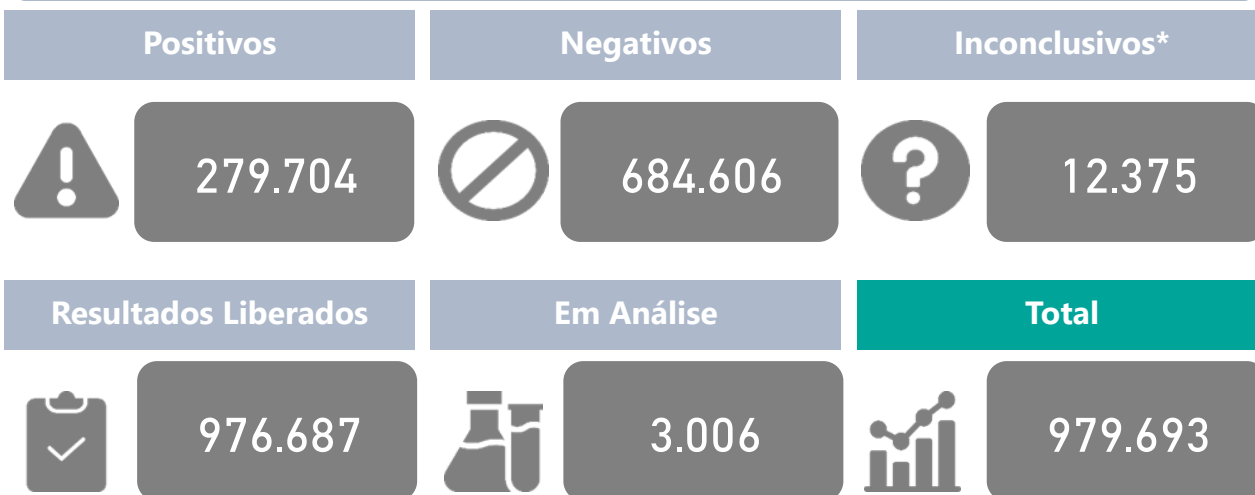 Positivos
Negativos
Inconclusivos*
279.704
684.606
12.375
Resultados Liberados
Em Análise
Total
976.687
3.006
979.693